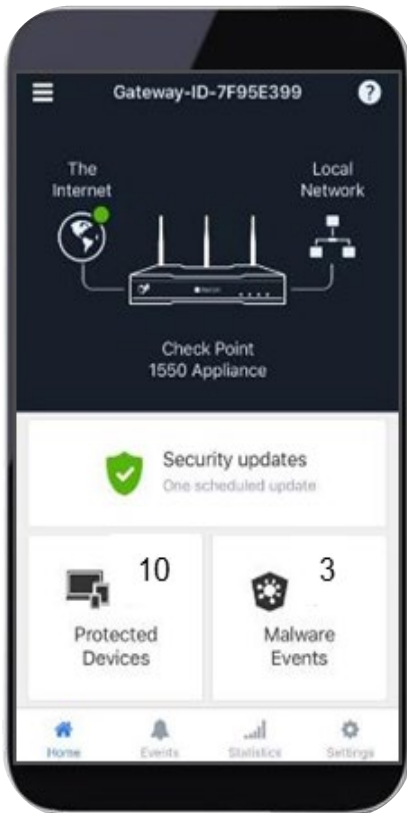 Gateway-ID-7F95E399
?
The
Internet
Local
Network
Check Point
1550 Appliance
Security updates
One scheduled update
10
Protected
Devices
3
Malware
Events
Home
Events
Statistics
Settings